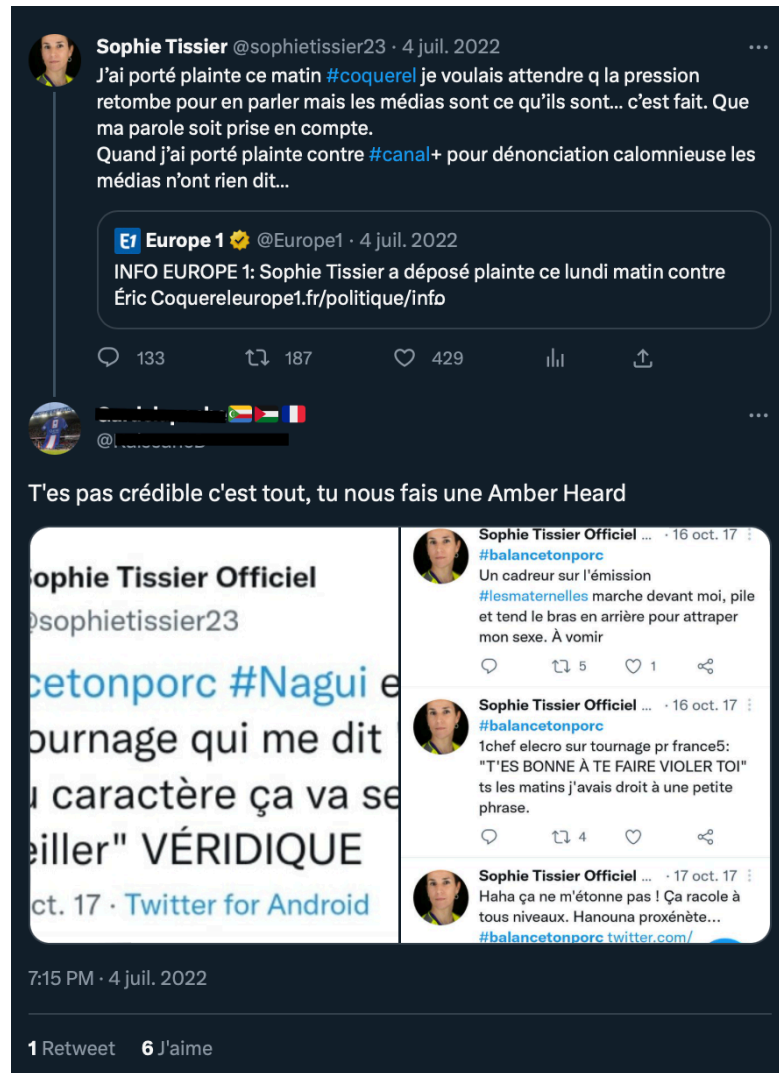 Sophie Tissier @sophietissier23 · 4 juil. 2022
J'ai porté plainte ce matin #coquerel je voulais attendre q la pression
retombe pour en parler mais les médias sont ce qu'ils sont... c'est fait. Que
ma parole soit prise en compte.
Quand j'ai porté plainte contre #canal+ pour dénonciation calomnieuse les
médias n'ont rien dit...
E1 Europe 1 @Europe1 · 4 juil. 2022
INFO EUROPE 1: Sophie Tissier a déposé plainte ce lundi matin contre
Éric Coquereleurope1.fr/politique/info
133 187 429
@
T'es pas crédible c'est tout, tu nous fais une Amber Heard
ophie Tissier Officiel
sophietissier23
cetonporc #Nagui e
ournage qui me dit
caractère ça va se
eiller" VÉRIDIQUE
ct. 17 · Twitter for Android
Sophie Tissier Officiel ... · 16 oct. 17
#balancetonporc
Un cadreur sur l'émission
#lesmaternelles marche devant moi, pile
et tend le bras en arrière pour attraper
mon sexe. À vomir
5 1
Sophie Tissier Officiel ... · 16 oct. 17
#balancetonporc
1chef elecro sur tournage pr france5:
"T'ES BONNE À TE FAIRE VIOLER TOI"
ts les matins j'avais droit à une petite
phrase.
4
Sophie Tissier Officiel ... · 17 oct. 17
Haha ça ne m'étonne pas ! Ça racole à
tous niveaux. Hanouna proxénète...
#balancetonporc twitter.com/
7:15 PM · 4 juil. 2022
1 Retweet 6 J'aime